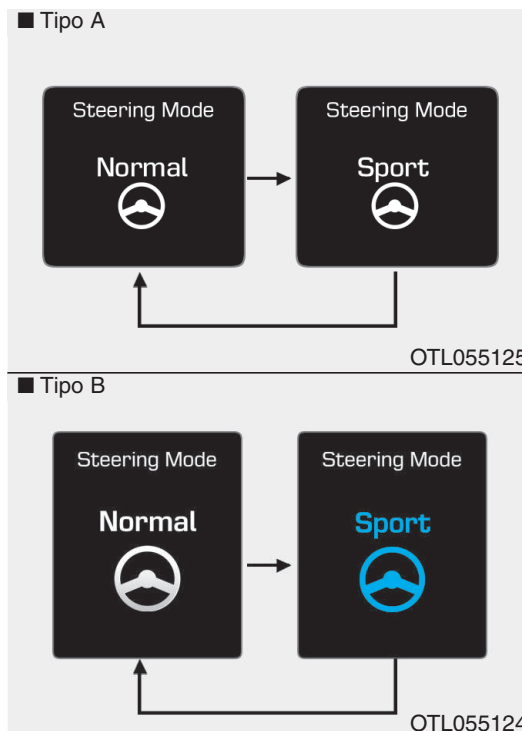 ■ Tipo A
Steering Mode Steering Mode
Normal Sport
OTL055125
■ Tipo B
Steering Mode Steering Mode
Normal Sport
OTL055124